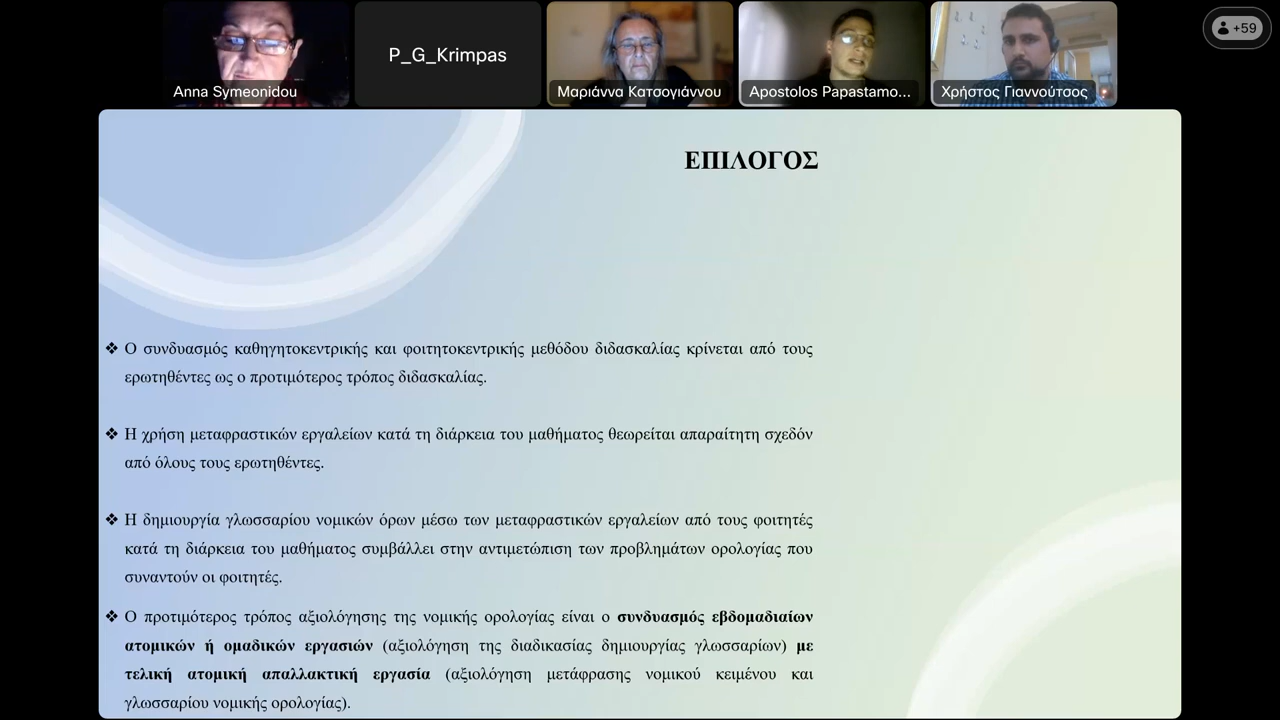 Anna Symeonidou
P_G_Krimpas
Μαριάννα Κατσογιάννου
Apostolos Papastamo...
Χρήστος Γιαννούτσος
+59
ΕΠΙΛΟΓΟΣ
❖ Ο συνδυασμός καθηγητοκεντρικής και φοιτητοκεντρικής μεθόδου διδασκαλίας κρίνεται από τους
ερωτηθέντες ως ο προτιμότερος τρόπος διδασκαλίας.
❖ Η χρήση μεταφραστικών εργαλείων κατά τη διάρκεια του μαθήματος θεωρείται απαραίτητη σχεδόν
από όλους τους ερωτηθέντες.
❖ Η δημιουργία γλωσσαρίου νομικών όρων μέσω των μεταφραστικών εργαλείων από τους φοιτητές
κατά τη διάρκεια του μαθήματος συμβάλλει στην αντιμετώπιση των προβλημάτων ορολογίας που
συναντούν οι φοιτητές.
❖ Ο προτιμότερος τρόπος αξιολόγησης της νομικής ορολογίας είναι ο συνδυασμός εβδομαδιαίων
ατομικών ή ομαδικών εργασιών (αξιολόγηση της διαδικασίας δημιουργίας γλωσσαρίων) με
τελική ατομική απαλλακτική εργασία (αξιολόγηση μετάφρασης νομικού κειμένου και
γλωσσαρίου νομικής ορολογίας).